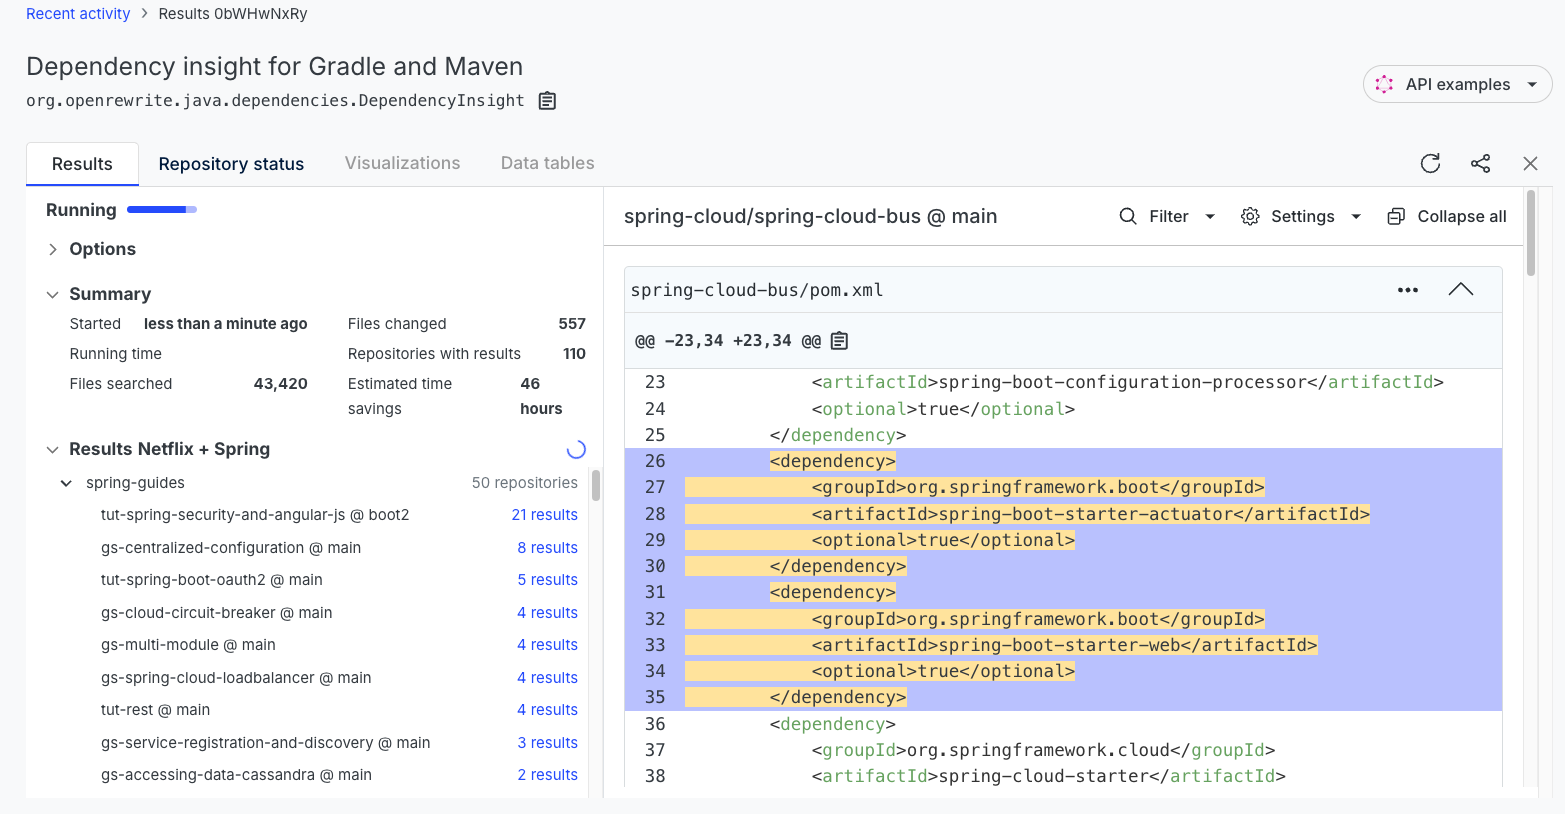 Recent activity > Results 0bWHwNxRy
Dependency insight for Gradle and Maven
org.openrewrite.java.dependencies.DependencyInsight
API examples
Results Repository status Visualizations Data tables
Running
Options
Summary
Started less than a minute ago Files changed 557
Running time Repositories with results 110
Files searched 43,420 Estimated time savings 46 hours
Results Netflix + Spring
spring-guides 50 repositories
tut-spring-security-and-angular-js @ boot2 21 results
gs-centralized-configuration @ main 8 results
tut-spring-boot-oauth2 @ main 5 results
gs-cloud-circuit-breaker @ main 4 results
gs-multi-module @ main 4 results
gs-spring-cloud-loadbalancer @ main 4 results
tut-rest @ main 4 results
gs-service-registration-and-discovery @ main 3 results
gs-accessing-data-cassandra @ main 2 results
spring-cloud/spring-cloud-bus @ main Filter Settings Collapse all
spring-cloud-bus/pom.xml
@@ -23,34 +23,34 @@
23 <artifactId>spring-boot-configuration-processor</artifactId>
24 <optional>true</optional>
25 </dependency>
26 <dependency>
27 <groupId>org.springframework.boot</groupId>
28 <artifactId>spring-boot-starter-actuator</artifactId>
29 <optional>true</optional>
30 </dependency>
31 <dependency>
32 <groupId>org.springframework.boot</groupId>
33 <artifactId>spring-boot-starter-web</artifactId>
34 <optional>true</optional>
35 </dependency>
36 <dependency>
37 <groupId>org.springframework.cloud</groupId>
38 <artifactId>spring-cloud-starter</artifactId>